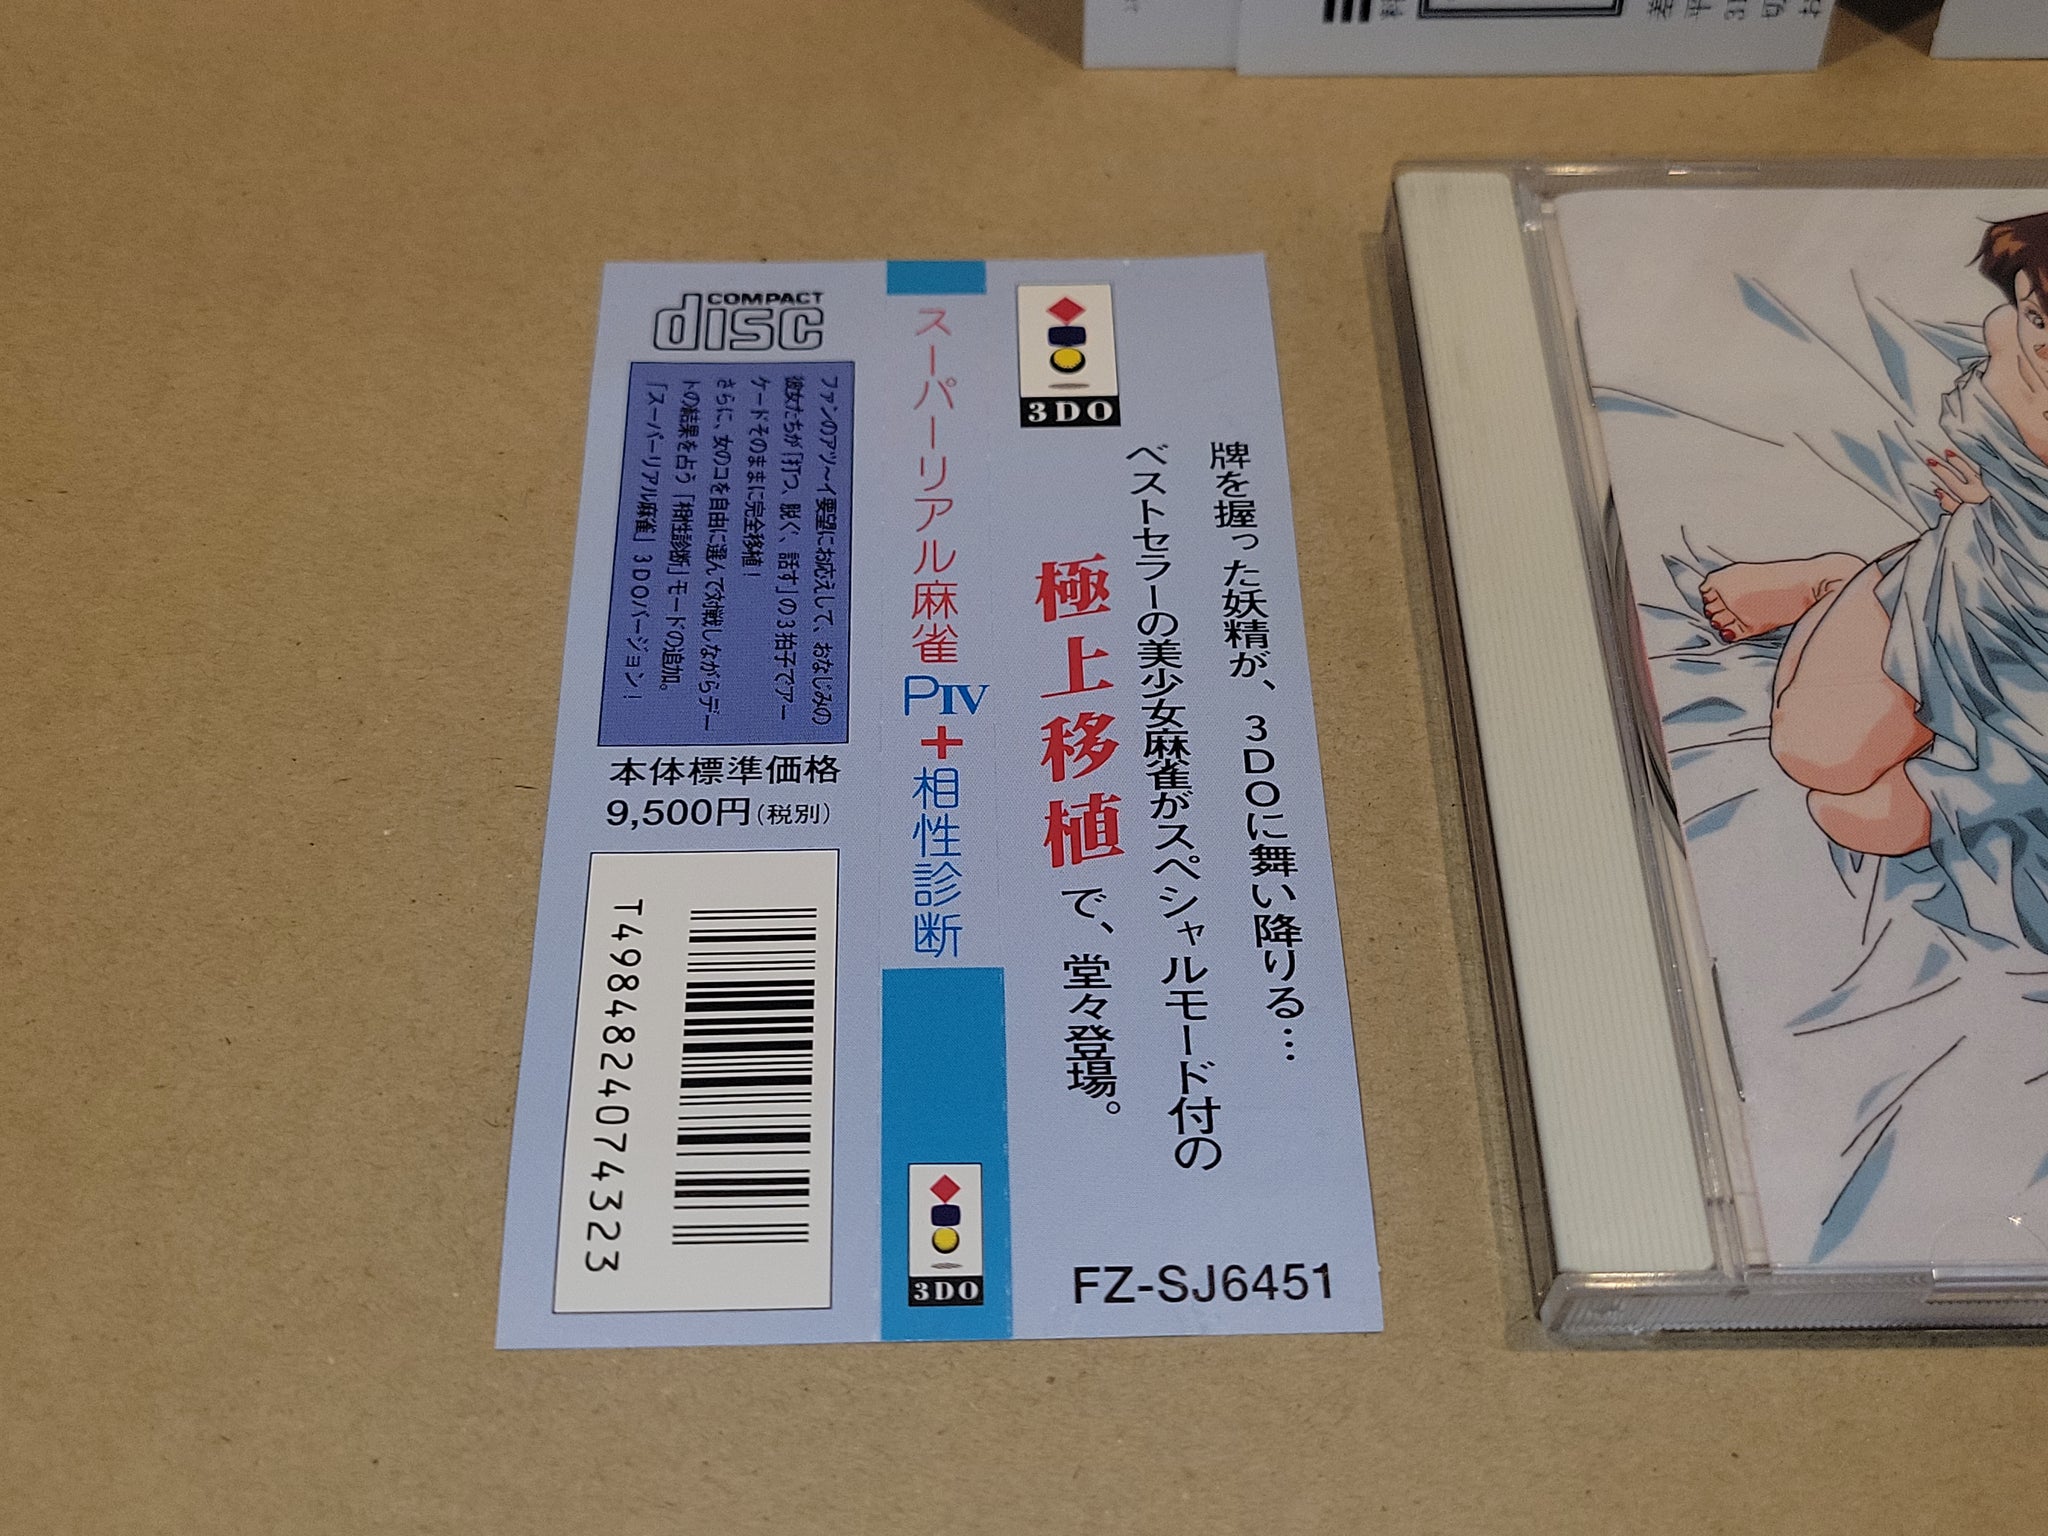 牌を握った妖精が、3DOに舞い降りる…
ベストセラーの美少女麻雀がスペシャルモード付の
極上移植で、堂々登場。
3DO
FZ-SJ6451
スーパーリアル麻雀PⅣ+相性診断
3DO
COMPACT
disc
ファンのアツ〜イ要望にお応えして、おなじみの
彼女たちが「打つ、脱ぐ、話す」の3拍子でアー
ケードそのままに完全移植!
さらに、女のコを自由に選んで対戦しながらデー
トの結果を占う「相性診断」モードの追加。
「スーパーリアル麻雀」3DOバージョン!
本体標準価格
9,500円(税別)
T4984824074323